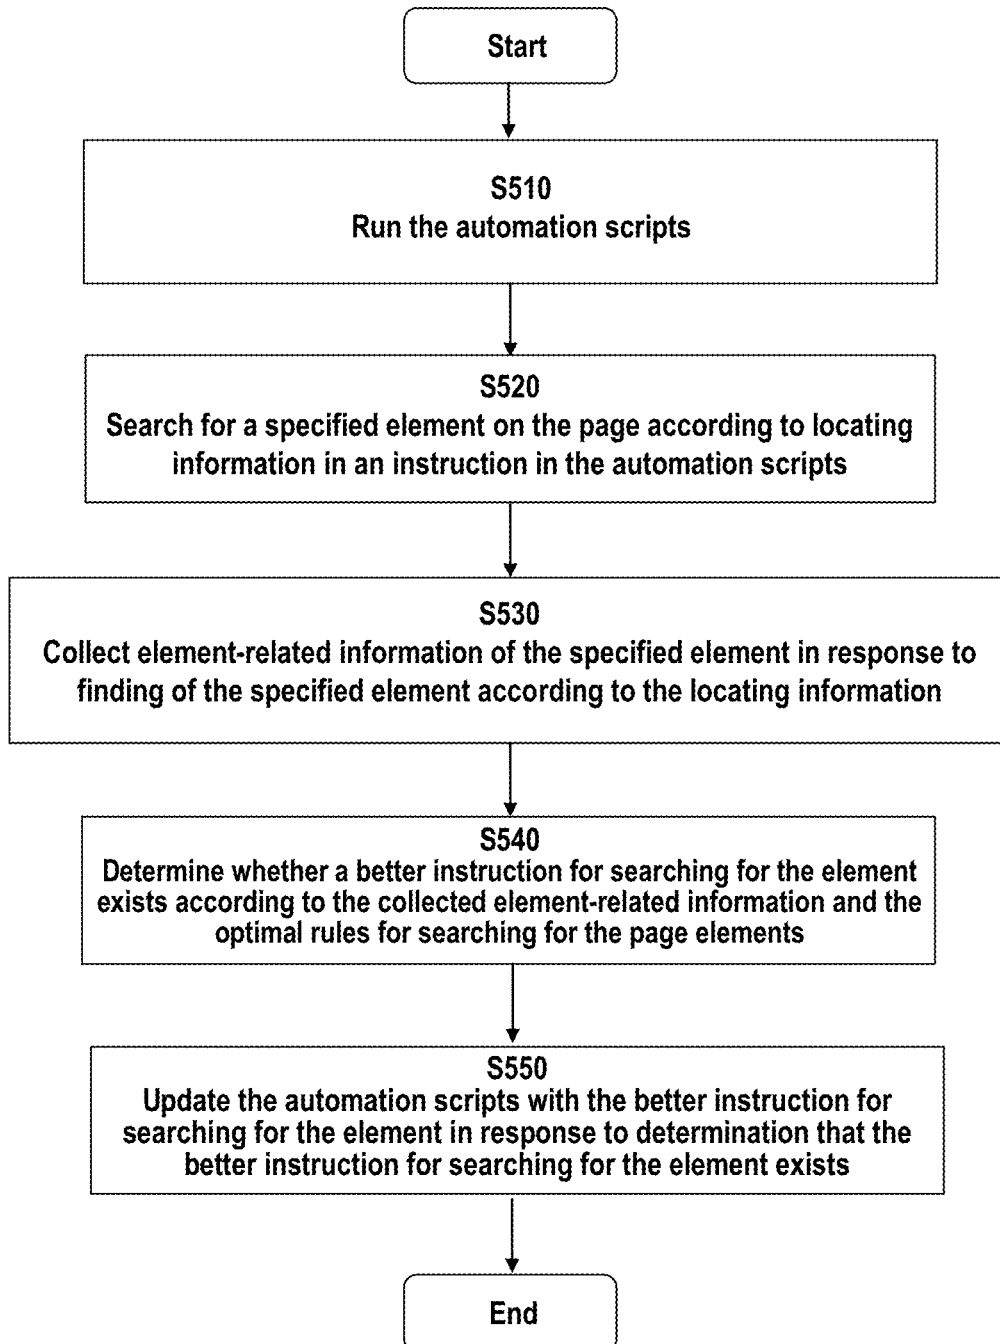 Start
S510
Run the automation scripts
S520
Search for a specified element on the page according to locating
information in an instruction in the automation scripts
S530
Collect element-related information of the specified element in response to
finding of the specified element according to the locating information
S540
Determine whether a better instruction for searching for the element
exists according to the collected element-related information and the
optimal rules for searching for the page elements
S550
Update the automation scripts with the better instruction for
searching for the element in response to determination that the
better instruction for searching for the element exists
End